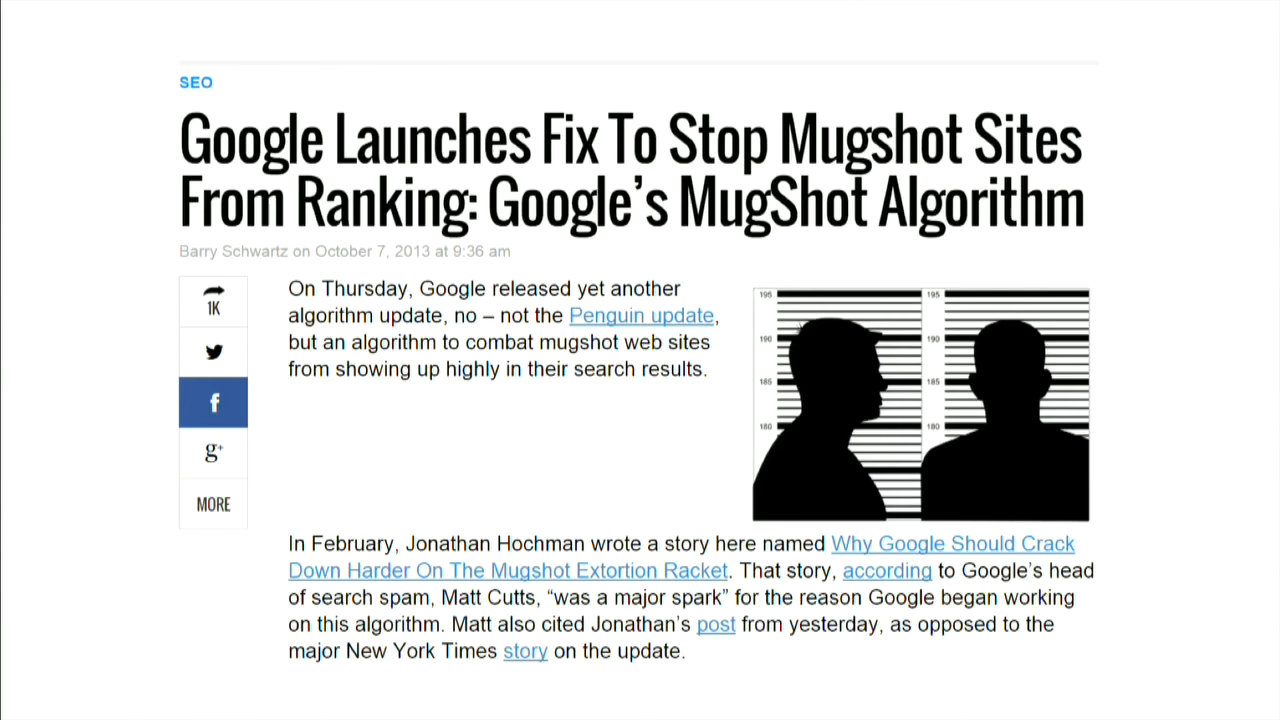 SEO
Google Launches Fix To Stop Mugshot Sites
From Ranking: Google's MugShot Algorithm
Barry Schwartz on October 7, 2013 at 9:36 am
1K
f
g+
MORE
On Thursday, Google released yet another
algorithm update, no – not the Penguin update,
but an algorithm to combat mugshot web sites
from showing up highly in their search results.
195 195
190 190
185 185
180 180
In February, Jonathan Hochman wrote a story here named Why Google Should Crack
Down Harder On The Mugshot Extortion Racket. That story, according to Google's head
of search spam, Matt Cutts, “was a major spark” for the reason Google began working
on this algorithm. Matt also cited Jonathan's post from yesterday, as opposed to the
major New York Times story on the update.